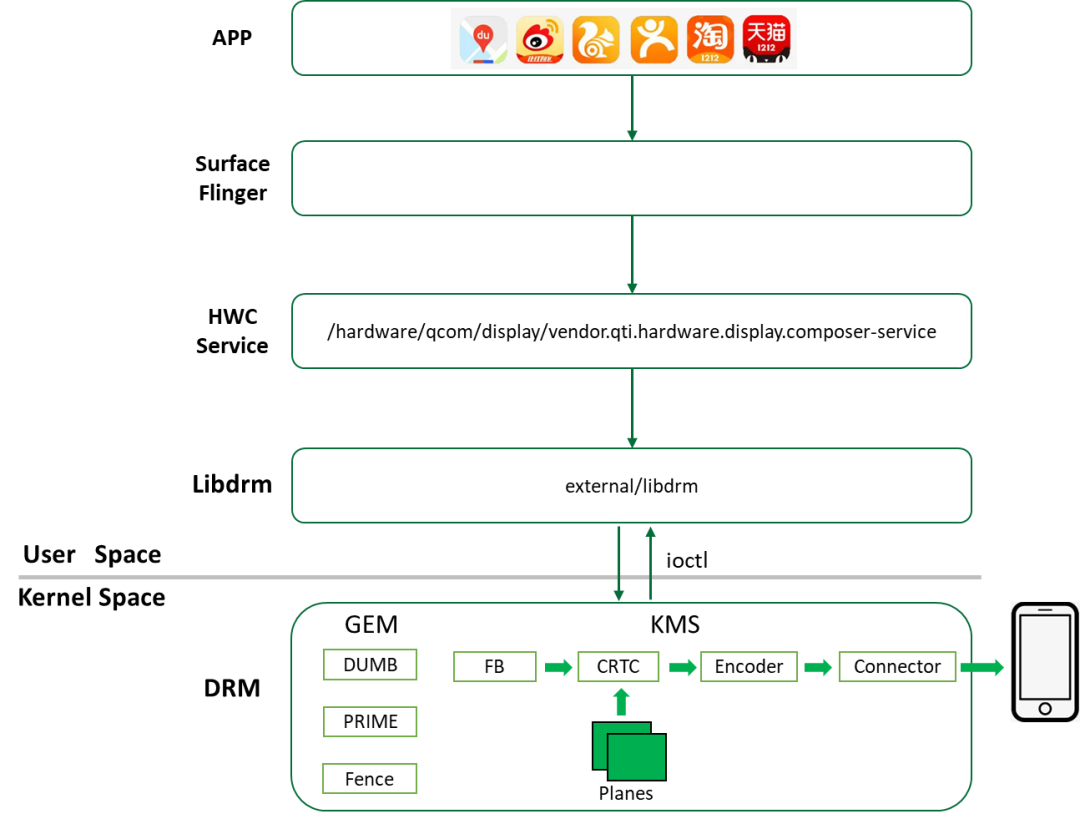 APP
du
淘
1212
天猫
1212
Surface
Flinger
HWC
Service
/hardware/qcom/display/vendor.qti.hardware.display.composer-service
Libdrm
external/libdrm
User Space
ioctl
Kernel Space
GEM
KMS
DUMB
FB
CRTC
Encoder
Connector
DRM
PRIME
Fence
Planes